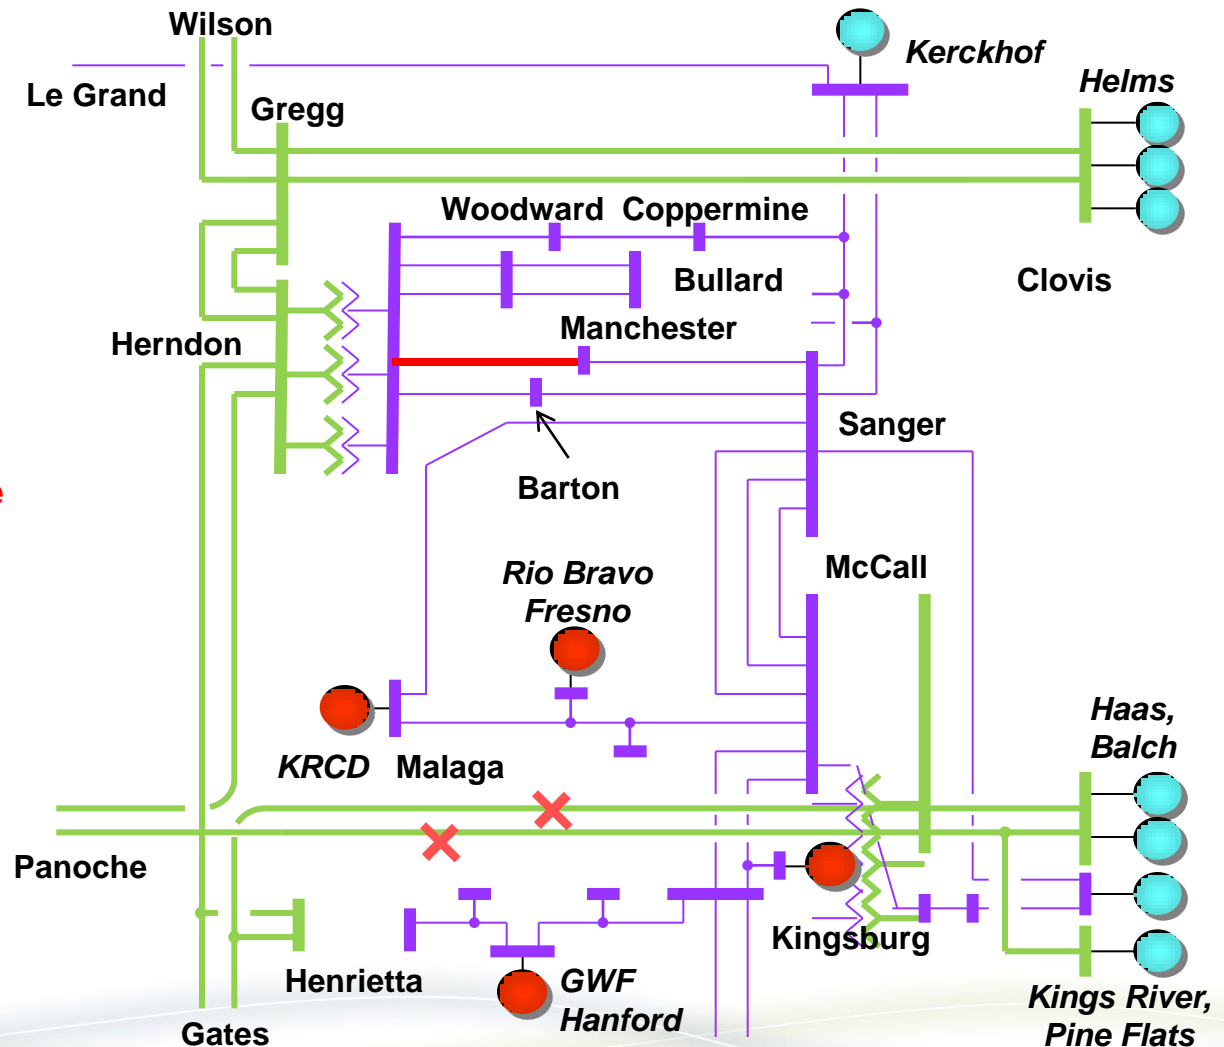 Wilson
Kerckhof
Helms
Le Grand
Gregg
Woodward Coppermine
Bullard
Clovis
Manchester
Herndon
Sanger
Barton
e
McCall
Rio Bravo
Fresno
Haas,
Balch
KRCD
Malaga
Panoche
Kingsburg
Henrietta
GWF
Hanford
Kings River,
Pine Flats
Gates